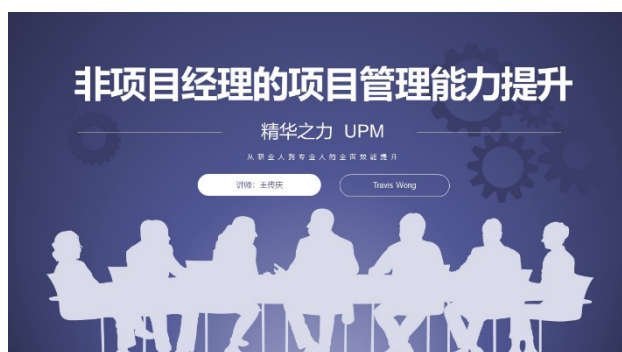 非项目经理的项目管理能力提升
精华之力 UPM
从职业人到专业人的全面效能提升
讲师：王传庆
Travis Wong